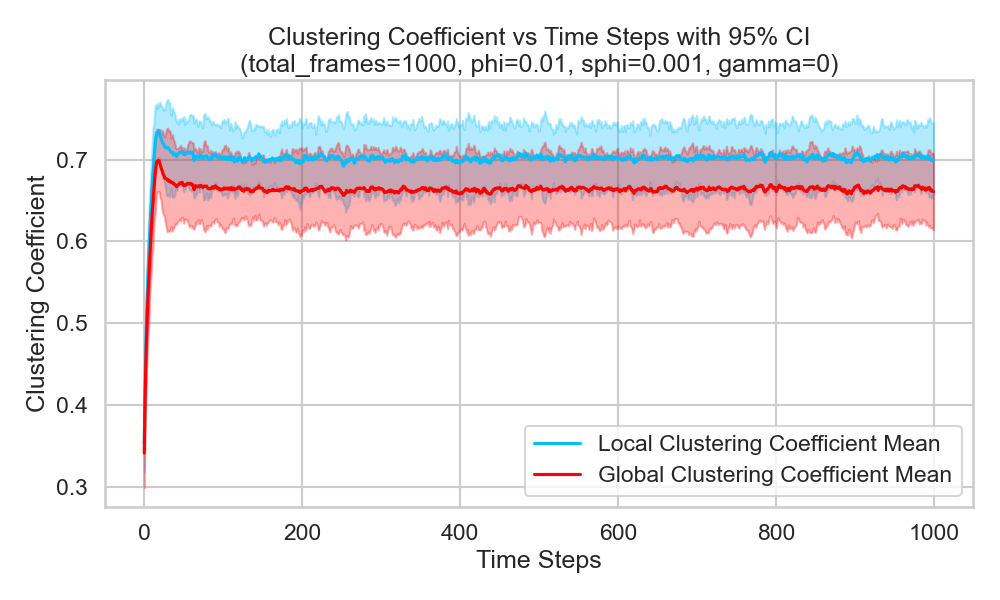 Clustering Coefficient vs Time Steps with 95% CI
(total_frames=1000, phi=0.01, sphi=0.001, gamma=0)
Clustering Coefficient
0.7
0.6
0.5
0.4
0.3
Local Clustering Coefficient Mean
Global Clustering Coefficient Mean
0 200 400 600 800 1000
Time Steps